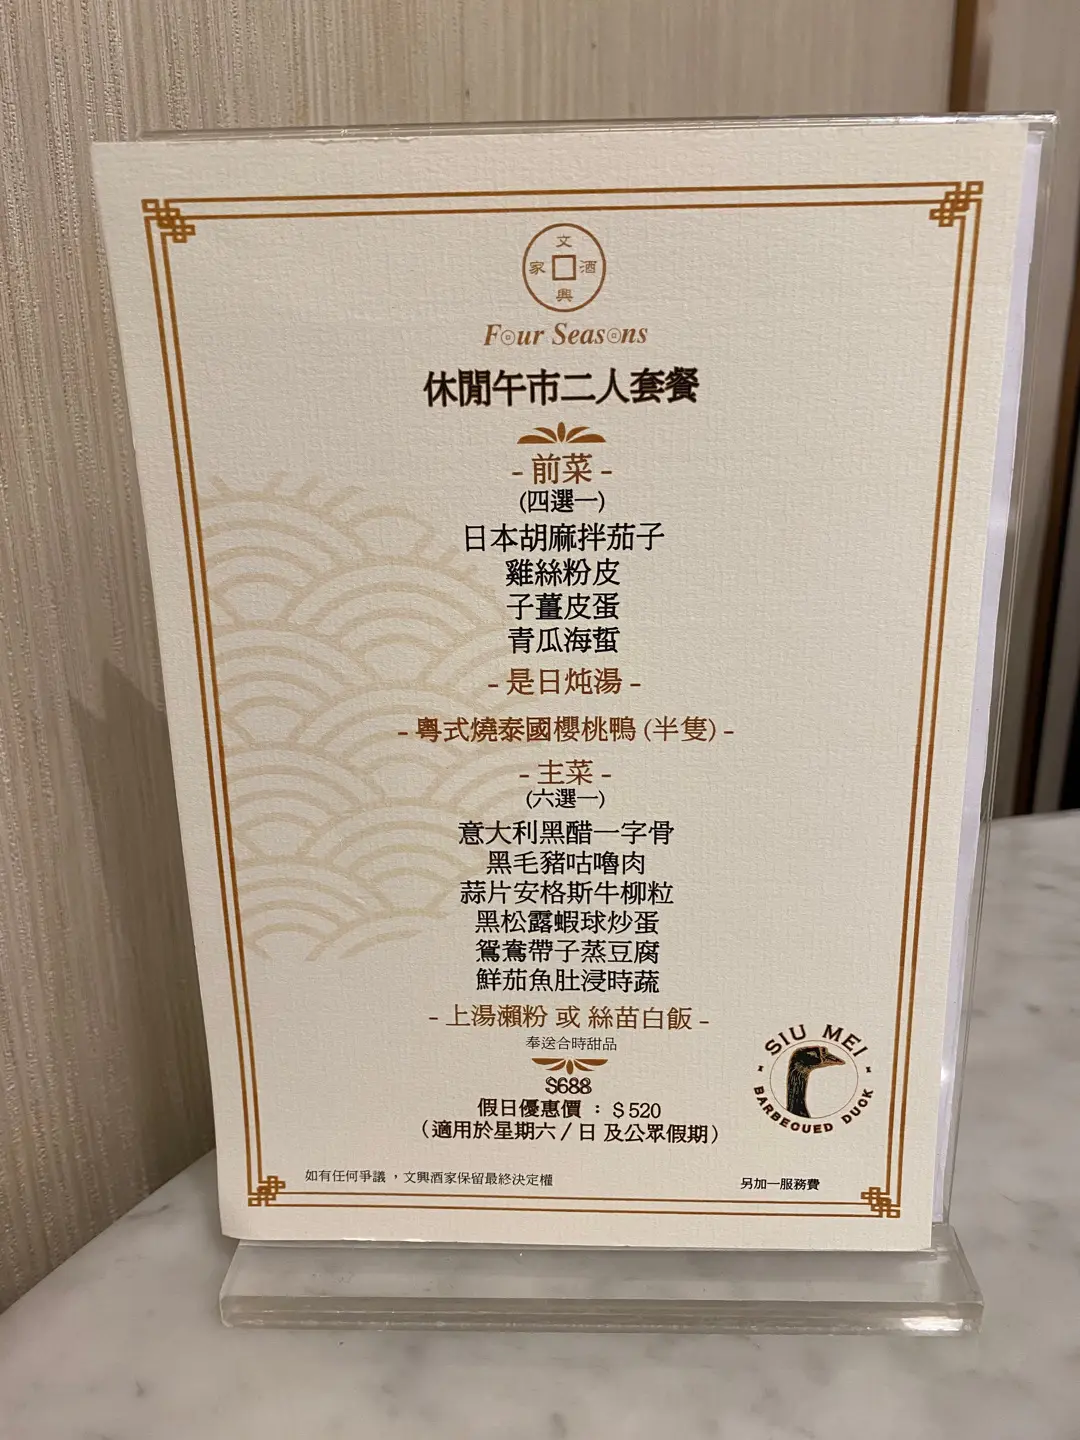 文
家 酒
興
Four Seasons
休閒午市二人套餐
- 前菜 -
(四選一)
日本胡麻拌茄子
雞絲粉皮
子薑皮蛋
青瓜海蜇
- 是日炖湯 -
- 粵式燒泰國櫻桃鴨 (半隻) -
- 主菜 -
(六選一)
意大利黑醋一字骨
黑毛豬咕嚕肉
蒜片安格斯牛柳粒
黑松露蝦球炒蛋
鴛鴦帶子蒸豆腐
鮮茄魚肚浸時蔬
- 上湯瀨粉 或 絲苗白飯 -
奉送合時甜品
$688
假日優惠價 ： $520
（適用於星期六 / 日 及公眾假期）
SIU MEI
BARBEQUED DUCK
如有任何爭議 ，文興酒家保留最終決定權
另加一服務費